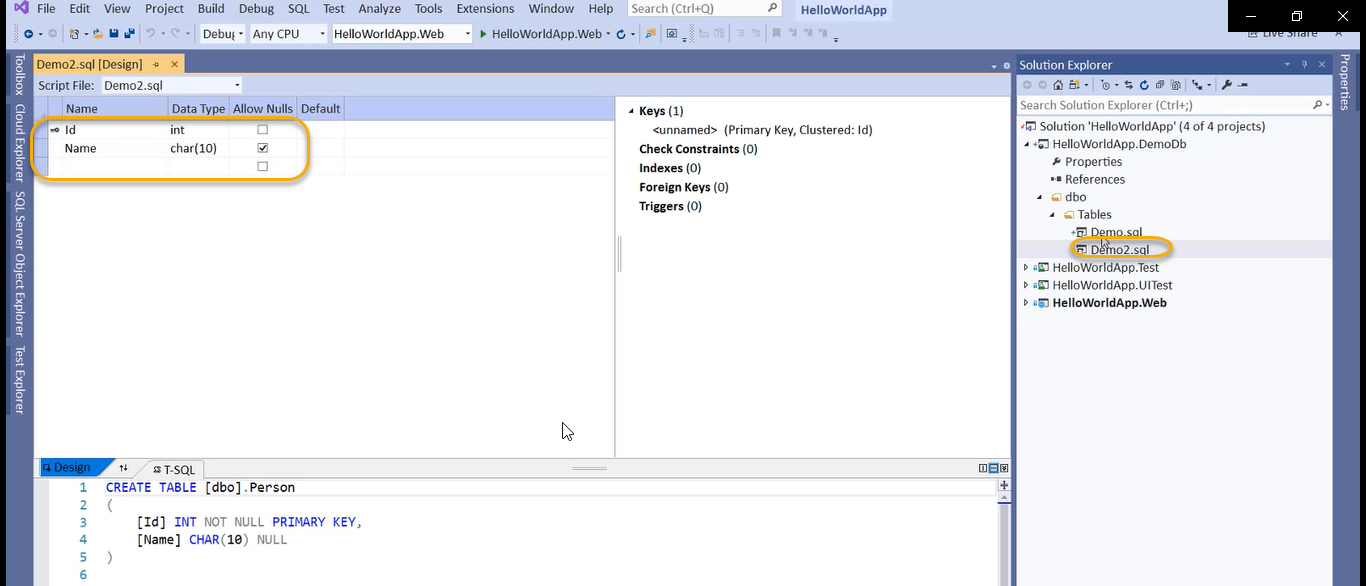 File Edit View Project Build Debug SQL Test Analyze Tools Extensions Window Help Search (Ctrl+Q) HelloWorldApp
Debug Any CPU HelloWorldApp.Web HelloWorldApp.Web Live Share
Toolbox
Cloud Explorer
SQL Server Object Explorer
Test Explorer
Demo2.sql [Design]
Script File: Demo2.sql
Name Data Type Allow Nulls Default
Id int
Name char(10)
Keys (1)
<unnamed> (Primary Key, Clustered: Id)
Check Constraints (0)
Indexes (0)
Foreign Keys (0)
Triggers (0)
Design T-SQL
1 CREATE TABLE [dbo].Person
2 (
3 [Id] INT NOT NULL PRIMARY KEY,
4 [Name] CHAR(10) NULL
5 )
6
Solution Explorer
Search Solution Explorer (Ctrl+;)
Solution 'HelloWorldApp' (4 of 4 projects)
HelloWorldApp.DemoDb
Properties
References
dbo
Tables
Demo.sql
Demo2.sql
HelloWorldApp.Test
HelloWorldApp.UITest
HelloWorldApp.Web
Properties